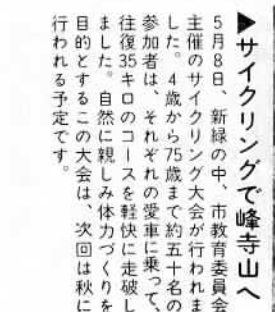 ▶サイクリングで峰寺山へ
5月8日、新緑の中、市教育委員会
主催のサイクリング大会が行われま
した。4歳から75歳まで約五十名の
参加者は、それぞれの愛車に乗って、
往復35キロのコースを軽快に走破し
ました。自然に親しみ体力づくりを
目的とするこの大会は、次回は秋に
行われる予定です。